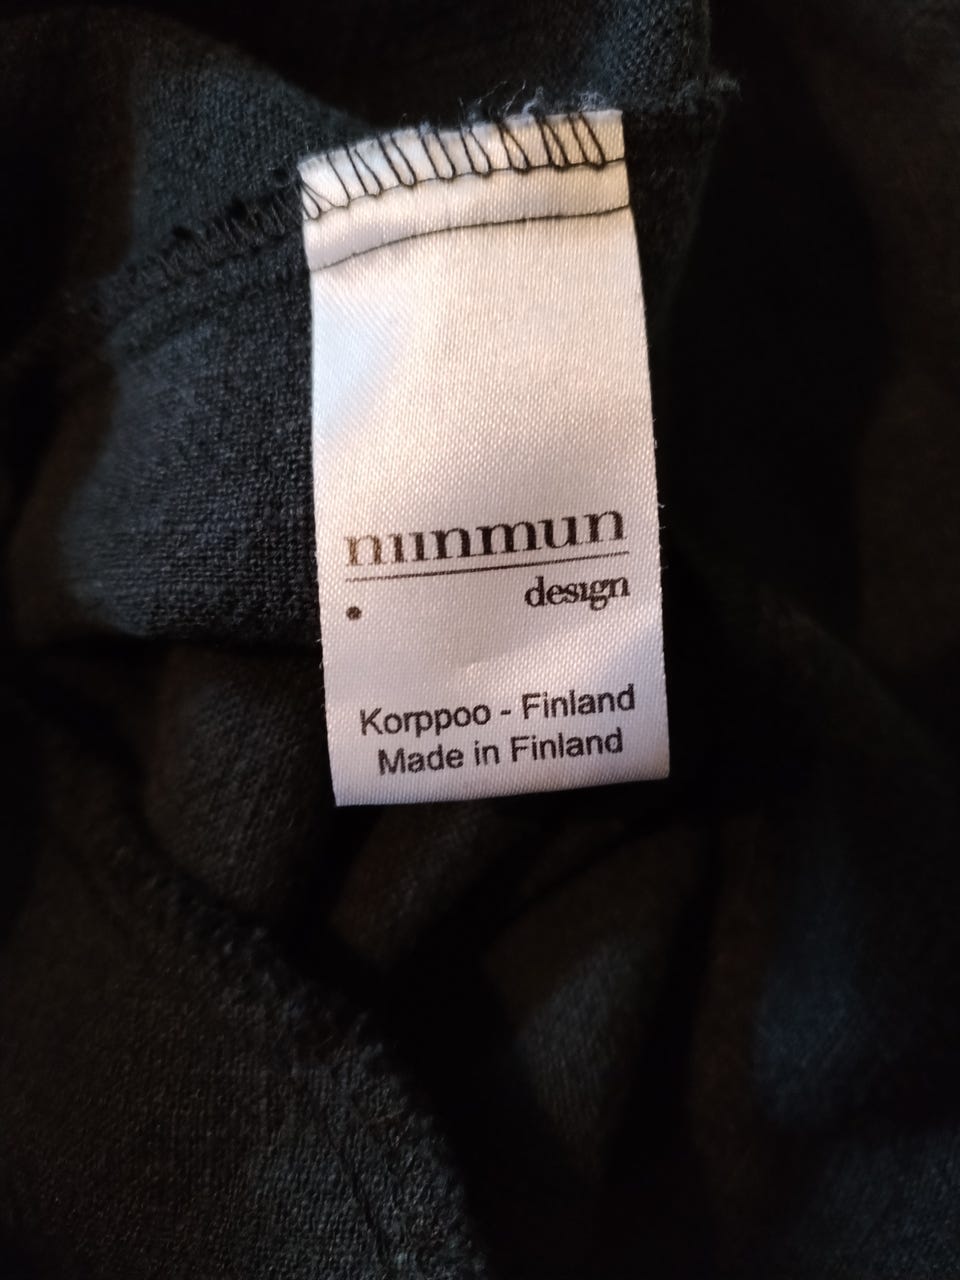 niinmun
design
Korppoo - Finland
Made in Finland